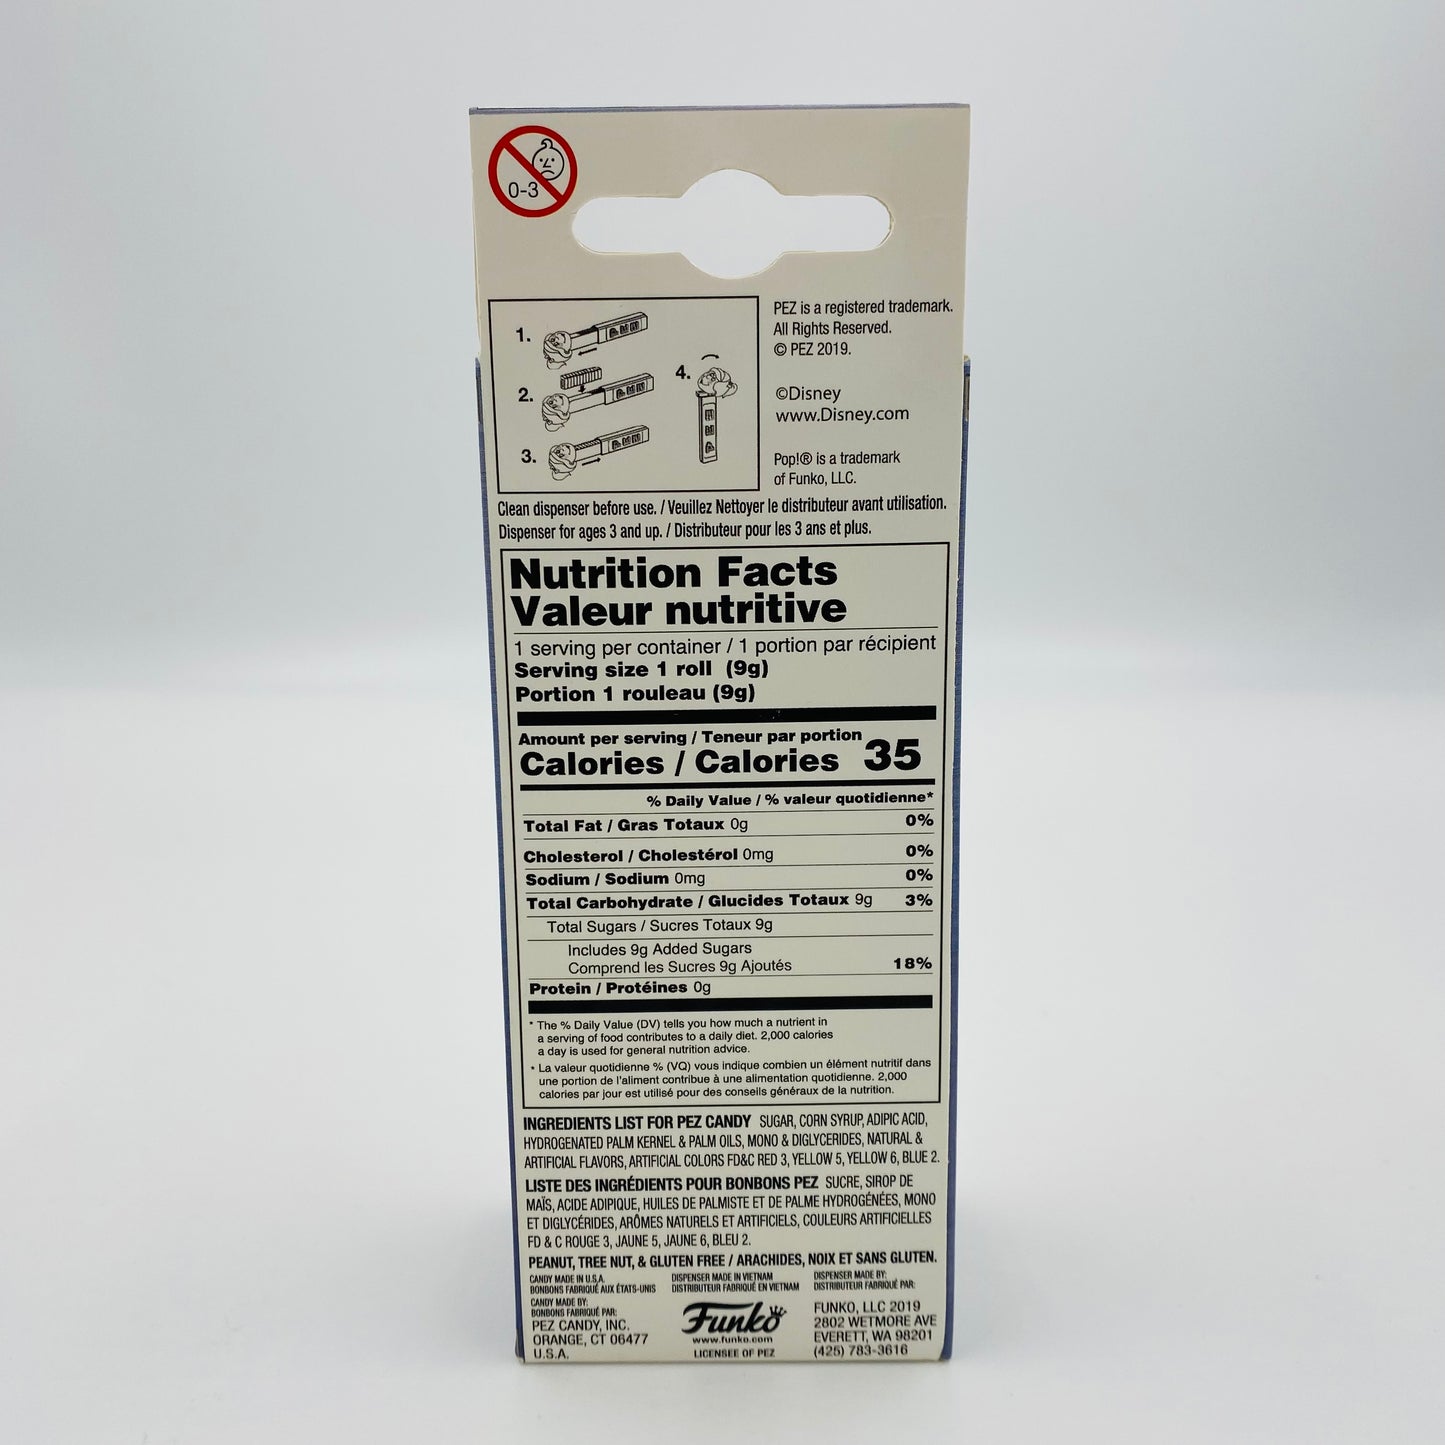 0-3
PEZ is a registered trademark.
All Rights Reserved.
© PEZ 2019.
©Disney
www.Disney.com
Pop!® is a trademark
of Funko, LLC.
1.
2.
3.
4.
Clean dispenser before use. / Veuillez Nettoyer le distributeur avant utilisation.
Dispenser for ages 3 and up. / Distributeur pour les 3 ans et plus.
Nutrition Facts
Valeur nutritive
1 serving per container / 1 portion par récipient
Serving size 1 roll (9g)
Portion 1 rouleau (9g)
Amount per serving / Teneur par portion
Calories / Calories 35
% Daily Value / % valeur quotidienne*
Total Fat / Gras Totaux 0g 0%
Cholesterol / Cholestérol 0mg 0%
Sodium / Sodium 0mg 0%
Total Carbohydrate / Glucides Totaux 9g 3%
Total Sugars / Sucres Totaux 9g
Includes 9g Added Sugars
Comprend les Sucres 9g Ajoutés 18%
Protein / Protéines 0g
* The % Daily Value (DV) tells you how much a nutrient in
a serving of food contributes to a daily diet. 2,000 calories
a day is used for general nutrition advice.
* La valeur quotidienne % (VQ) vous indique combien un élément nutritif dans
une portion de l'aliment contribue à une alimentation quotidienne. 2,000
calories par jour est utilisé pour des conseils généraux de la nutrition.
INGREDIENTS LIST FOR PEZ CANDY SUGAR, CORN SYRUP, ADIPIC ACID,
HYDROGENATED PALM KERNEL & PALM OILS, MONO & DIGLYCERIDES, NATURAL &
ARTIFICIAL FLAVORS, ARTIFICIAL COLORS FD&C RED 3, YELLOW 5, YELLOW 6, BLUE 2.
LISTE DES INGRÉDIENTS POUR BONBONS PEZ SUCRE, SIROP DE
MAÏS, ACIDE ADIPIQUE, HUILES DE PALMISTE ET DE PALME HYDROGÉNÉES, MONO
ET DIGLYCÉRIDES, ARÔMES NATURELS ET ARTIFICIELS, COULEURS ARTIFICIELLES
FD & C ROUGE 3, JAUNE 5, JAUNE 6, BLEU 2.
PEANUT, TREE NUT, & GLUTEN FREE / ARACHIDES, NOIX ET SANS GLUTEN.
CANDY MADE IN U.S.A.
BONBONS FABRIQUÉ AUX ÉTATS-UNIS
CANDY MADE BY:
BONBONS FABRIQUÉ PAR:
PEZ CANDY, INC.
ORANGE, CT 06477
U.S.A.
DISPENSER MADE IN VIETNAM
DISTRIBUTEUR FABRIQUÉ EN VIETNAM
Funko
www.funko.com
LICENSEE OF PEZ
DISPENSER MADE BY:
DISTRIBUTEUR FABRIQUÉ PAR:
FUNKO, LLC 2019
2802 WETMORE AVE
EVERETT, WA 98201
(425) 783-3616